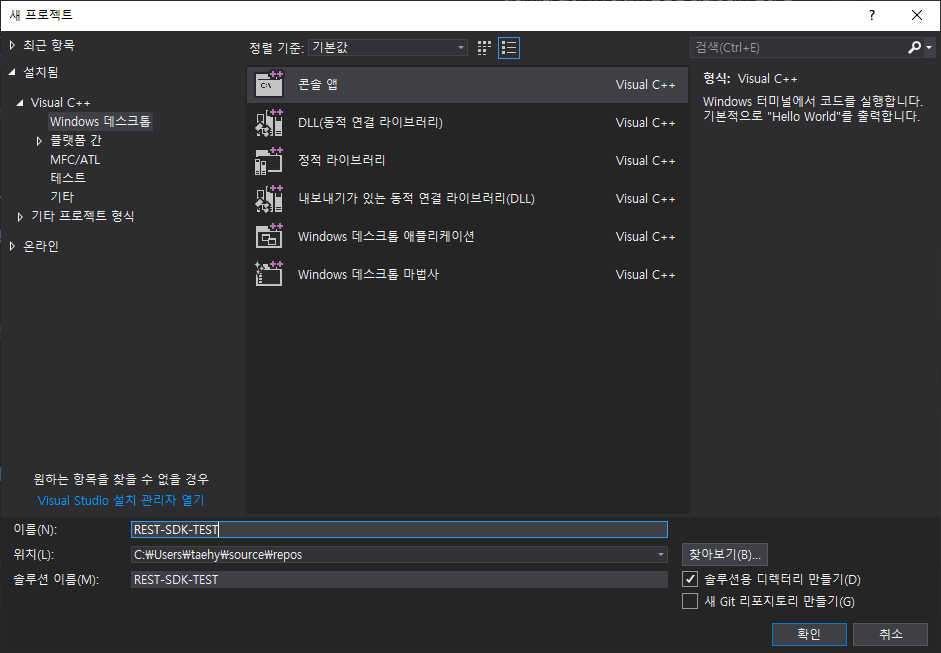 새 프로젝트
? 
최근 항목
설치됨
Visual C++
Windows 데스크톱
플랫폼 간
MFC/ATL
테스트
기타
기타 프로젝트 형식
온라인
원하는 항목을 찾을 수 없을 경우
Visual Studio 설치 관리자 열기
정렬 기준: 기본값
콘솔 앱 Visual C++
DLL(동적 연결 라이브러리) Visual C++
정적 라이브러리 Visual C++
내보내기가 있는 동적 연결 라이브러리(DLL) Visual C++
Windows 데스크톱 애플리케이션 Visual C++
Windows 데스크톱 마법사 Visual C++
검색(Ctrl+E)
형식: Visual C++
Windows 터미널에서 코드를 실행합니다.
기본적으로 "Hello World"를 출력합니다.
이름(N): REST-SDK-TEST
위치(L): C:₩Users₩taehy₩source₩repos
찾아보기(B)...
솔루션 이름(M): REST-SDK-TEST
솔루션용 디렉터리 만들기(D)
새 Git 리포지토리 만들기(G)
확인 취소